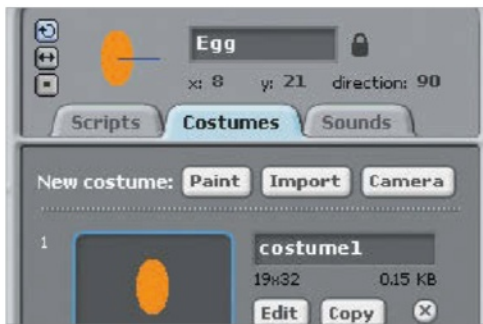 Egg
x: 8 y: 21 direction: 90
Scripts Costumes Sounds
New costume: Paint Import Camera
1
costume1
19x32 0.15 KB
Edit Copy